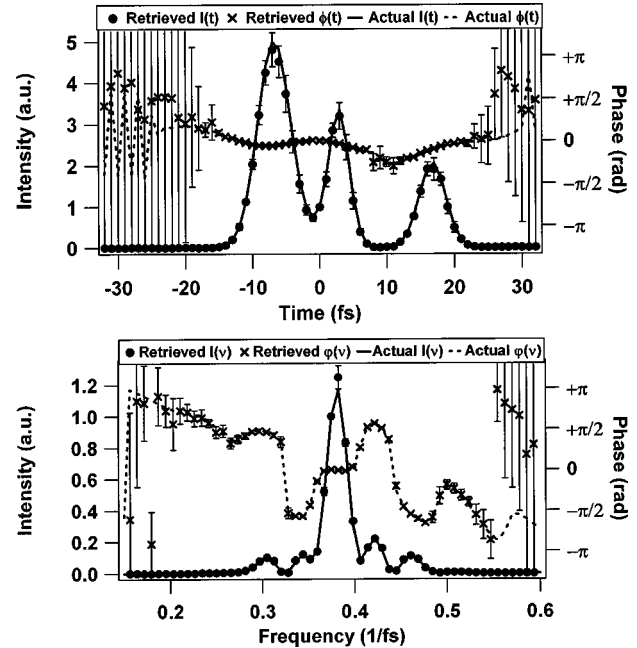 Retrieved I(t) Retrieved ϕ(t) Actual I(t) Actual ϕ(t)
5
4
3
2
1
0
Intensity (a.u.)
+π
+π/2
0
−π/2
−π
Phase (rad)
-30 -20 -10 0 10 20 30
Time (fs)
Retrieved I(ν) Retrieved φ(ν) Actual I(ν) Actual φ(ν)
1.2
1.0
0.8
0.6
0.4
0.2
0.0
Intensity (a.u.)
+π
+π/2
0
−π/2
−π
Phase (rad)
0.2 0.3 0.4 0.5 0.6
Frequency (1/fs)